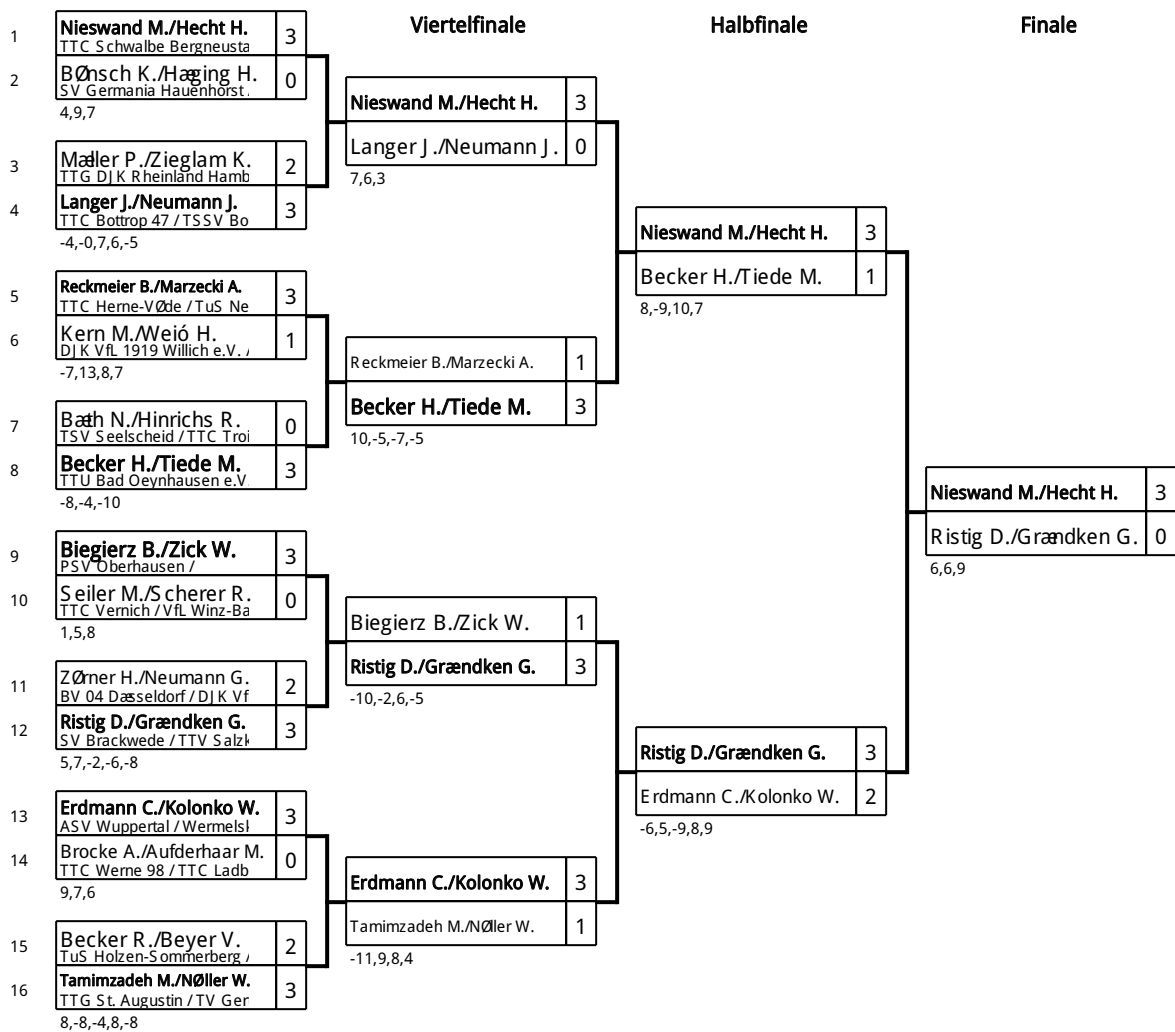 Viertelfinale
Halbfinale
Finale
1 Nieswand M./Hecht H. 3
TTC Schwalbe Bergneusta
2 BØnsch K./Hæging H. 0
SV Germania Hauenhorst
4,9,7
3 Mæller P./Zieglam K. 2
TTG DJK Rheinland Hamb
4 Langer J./Neumann J. 3
TTC Bottrop 47 / TSSV Bo
-4,-0,7,6,-5
5 Reckmeier B./Marzecki A. 3
TTC Herne-VØde / TuS Ne
6 Kern M./Weió H. 1
DJK VfL 1919 Willich e.V. /
-7,13,8,7
7 Bæth N./Hinrichs R. 0
TSV Seelscheid / TTC Troi
8 Becker H./Tiede M. 3
TTU Bad Oeynhausen e.V.
-8,-4,-10
9 Biegierz B./Zick W. 3
PSV Oberhausen /
10 Seiler M./Scherer R. 0
TTC Vernich / VfL Winz-Ba
1,5,8
11 ZØrner H./Neumann G. 2
BV 04 Dæsseldorf / DJK Vf
12 Ristig D./Grændken G. 3
SV Brackwede / TTV Salzk
5,7,-2,-6,-8
13 Erdmann C./Kolonko W. 3
ASV Wuppertal / Wermelsk
14 Brocke A./Aufderhaar M. 0
TTC Werne 98 / TTC Ladb
9,7,6
15 Becker R./Beyer V. 2
TuS Holzen-Sommerberg /
16 Tamimzadeh M./NØller W. 3
TTG St. Augustin / TV Ger
8,-8,-4,8,-8
Nieswand M./Hecht H. 3
Langer J./Neumann J. 0
7,6,3
Reckmeier B./Marzecki A. 1
Becker H./Tiede M. 3
10,-5,-7,-5
Biegierz B./Zick W. 1
Ristig D./Grændken G. 3
-10,-2,6,-5
Erdmann C./Kolonko W. 3
Tamimzadeh M./NØller W. 1
-11,9,8,4
Nieswand M./Hecht H. 3
Becker H./Tiede M. 1
8,-9,10,7
Ristig D./Grændken G. 3
Erdmann C./Kolonko W. 2
-6,5,-9,8,9
Nieswand M./Hecht H. 3
Ristig D./Grændken G. 0
6,6,9